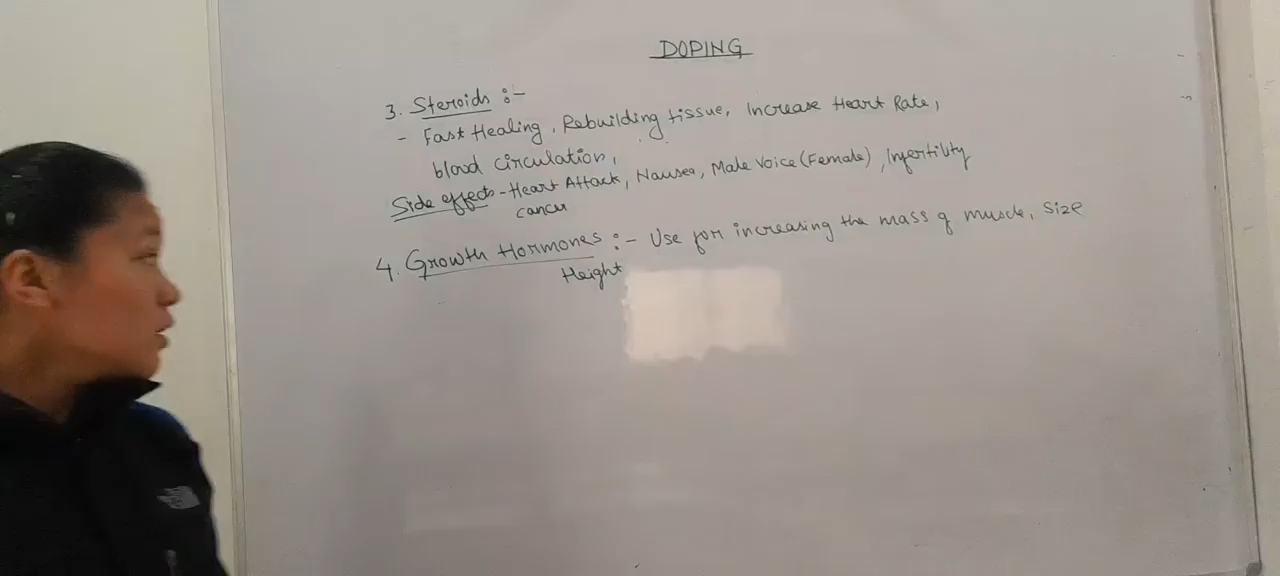 DOPING
3. Steroids :-
- Fast Healing, Rebuilding tissue, Increase Heart Rate,
blood circulation,
Side effects - Heart Attack, Nausea, Male Voice (Female), Infertility
cancer
4. Growth Hormones :- Use for increasing the mass of muscle, size
Height